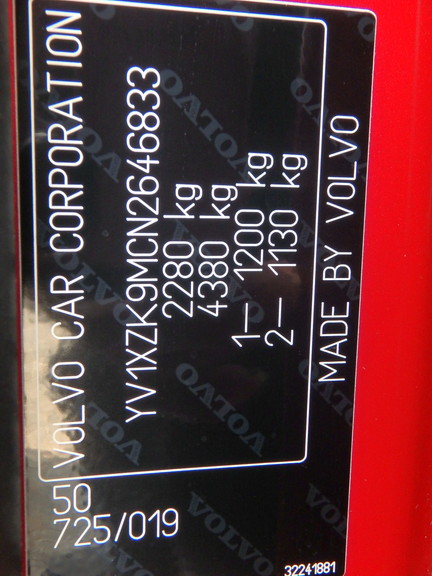 VOLVO CAR CORPORATION
YV1XZK9MCN2646833
2280 kg
4380 kg
1— 1200 kg
2— 1130 kg
MADE BY VOLVO
50
725/019
32241881